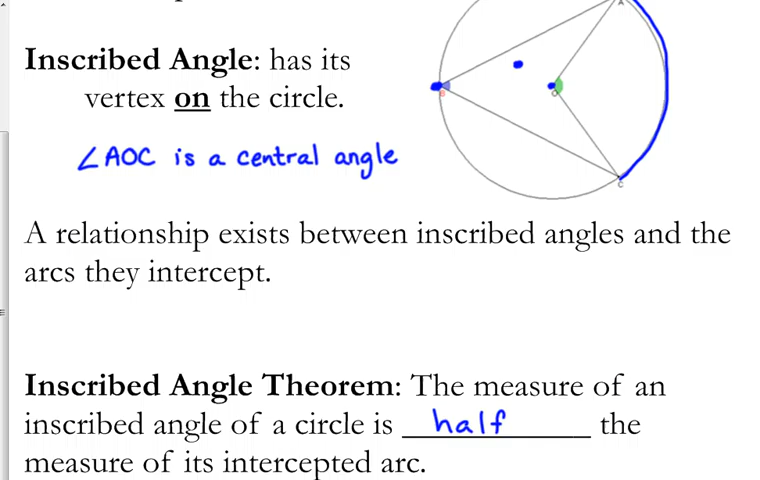 A
Inscribed Angle: has its
vertex on the circle.
B
O
∠AOC is a central angle
C
A relationship exists between inscribed angles and the
arcs they intercept.
Inscribed Angle Theorem: The measure of an
inscribed angle of a circle is half the
measure of its intercepted arc.